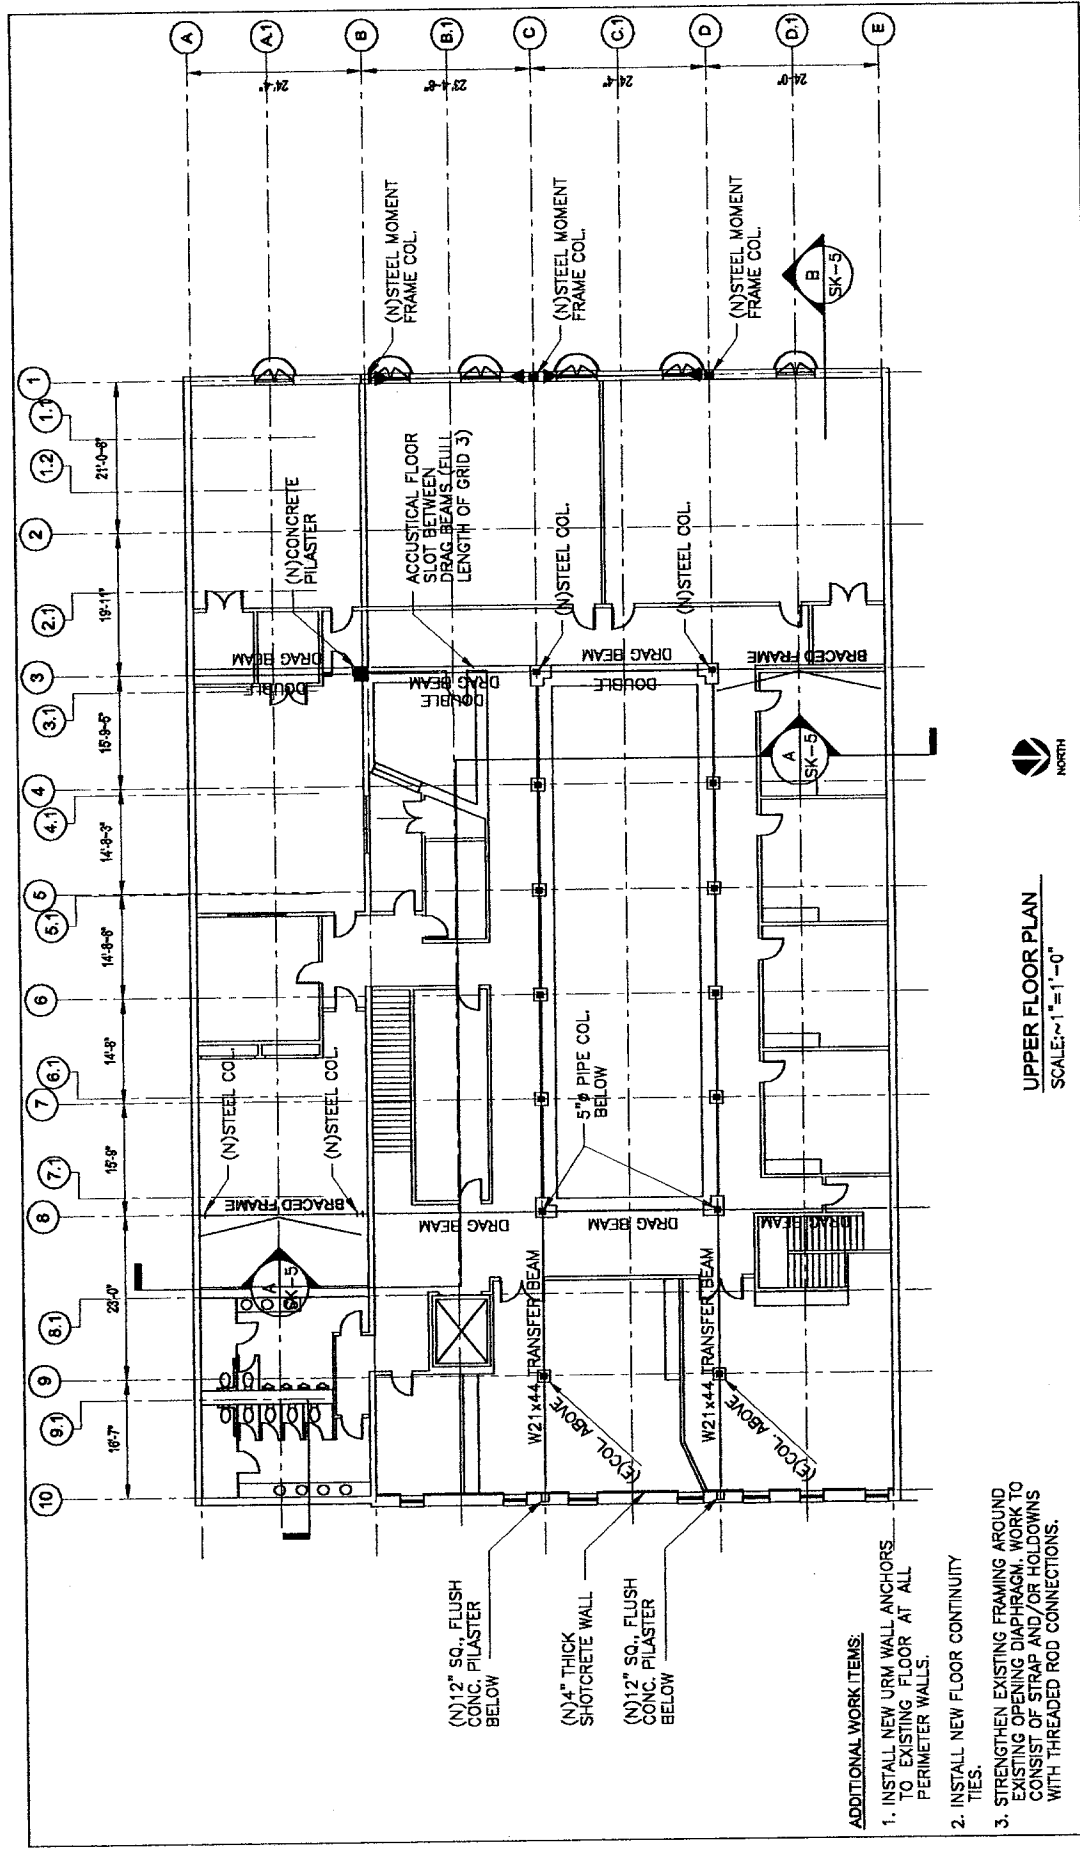 A
A.1
B
B.1
C
C.1
D
D.1
E
24'-4"
23'-4-6"
24'-4"
24'-0"
1
1.1
1.2
2
2.1
3
3.1
4
4.1
5
5.1
6
6.1
7
7.1
8
8.1
9
9.1
10
21'-0-6"
19'-11"
15'-9-5"
14'-8-3"
14'-8-6"
14'-8"
15'-9"
23'-0"
16'-7"
(N)STEEL MOMENT
FRAME COL.
(N)STEEL MOMENT
FRAME COL.
(N)STEEL MOMENT
FRAME COL.
B
SK-5
(N)CONCRETE
PILASTER
ACCUSTICAL FLOOR
SLOT BETWEEN
DRAG BEAMS (FULL
LENGTH OF GRID 3)
(N)STEEL COL.
(N)STEEL COL.
DOUBLE
DRAG BEAM
DOUBLE
DRAG BEAM
DOUBLE
DRAG BEAM
BRACED FRAME
A
SK-5
(N)STEEL COL.
(N)STEEL COL.
5"ø PIPE COL.
BELOW
BRACED FRAME
DRAG BEAM
DRAG BEAM
DRAG BEAM
A
SK-5
W21x44 TRANSFER BEAM
W21x44 TRANSFER BEAM
(E)COL. ABOVE
(E)COL. ABOVE
(N)12" SQ., FLUSH
CONC. PILASTER
BELOW
(N)4" THICK
SHOTCRETE WALL
(N)12" SQ., FLUSH
CONC. PILASTER
BELOW
ADDITIONAL WORK ITEMS:
1. INSTALL NEW URM WALL ANCHORS
TO EXISTING FLOOR AT ALL
PERIMETER WALLS.
2. INSTALL NEW FLOOR CONTINUITY
TIES.
3. STRENGTHEN EXISTING FRAMING AROUND
EXISTING OPENING DIAPHRAGM. WORK TO
CONSIST OF STRAP AND/OR HOLDOWNS
WITH THREADED ROD CONNECTIONS.
UPPER FLOOR PLAN
SCALE:~1"=1'-0"
NORTH